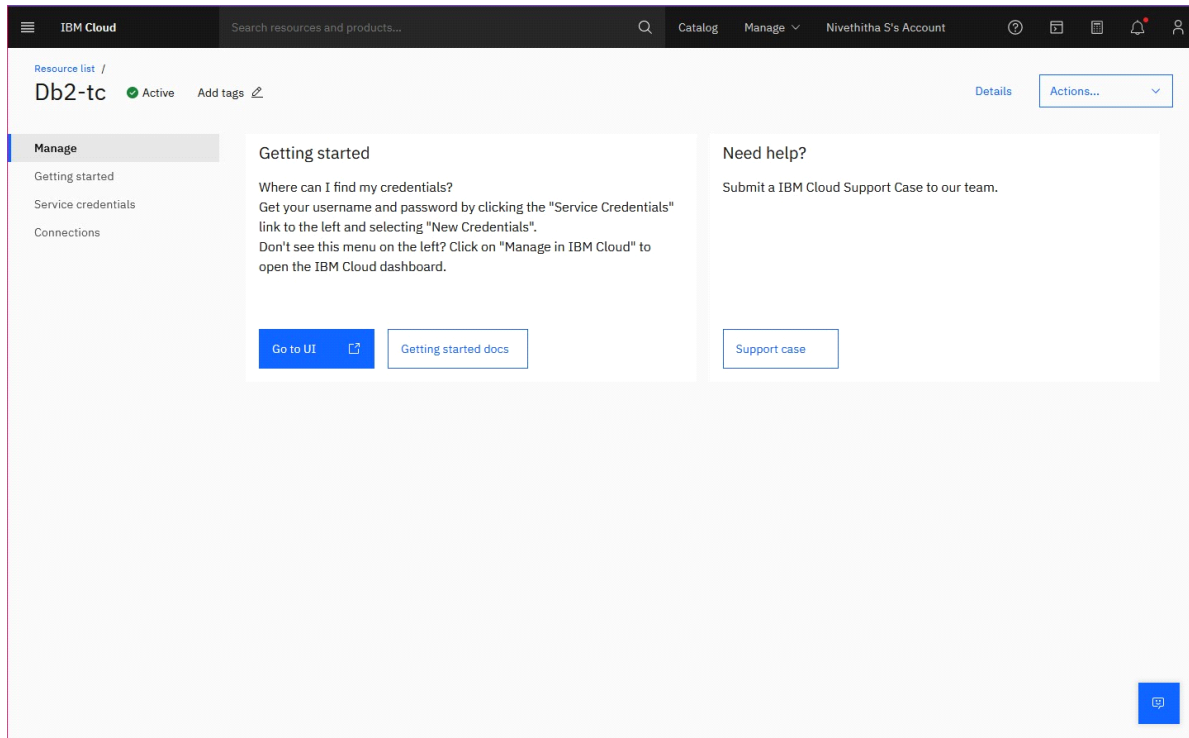 IBM Cloud
Search resources and products...
Catalog
Manage
Nivethitha S's Account
Resource list /
Db2-tc
Active
Add tags
Details
Actions...
Manage
Getting started
Service credentials
Connections
Getting started
Where can I find my credentials?
Get your username and password by clicking the "Service Credentials"
link to the left and selecting "New Credentials".
Don't see this menu on the left? Click on "Manage in IBM Cloud" to
open the IBM Cloud dashboard.
Go to UI
Getting started docs
Need help?
Submit a IBM Cloud Support Case to our team.
Support case